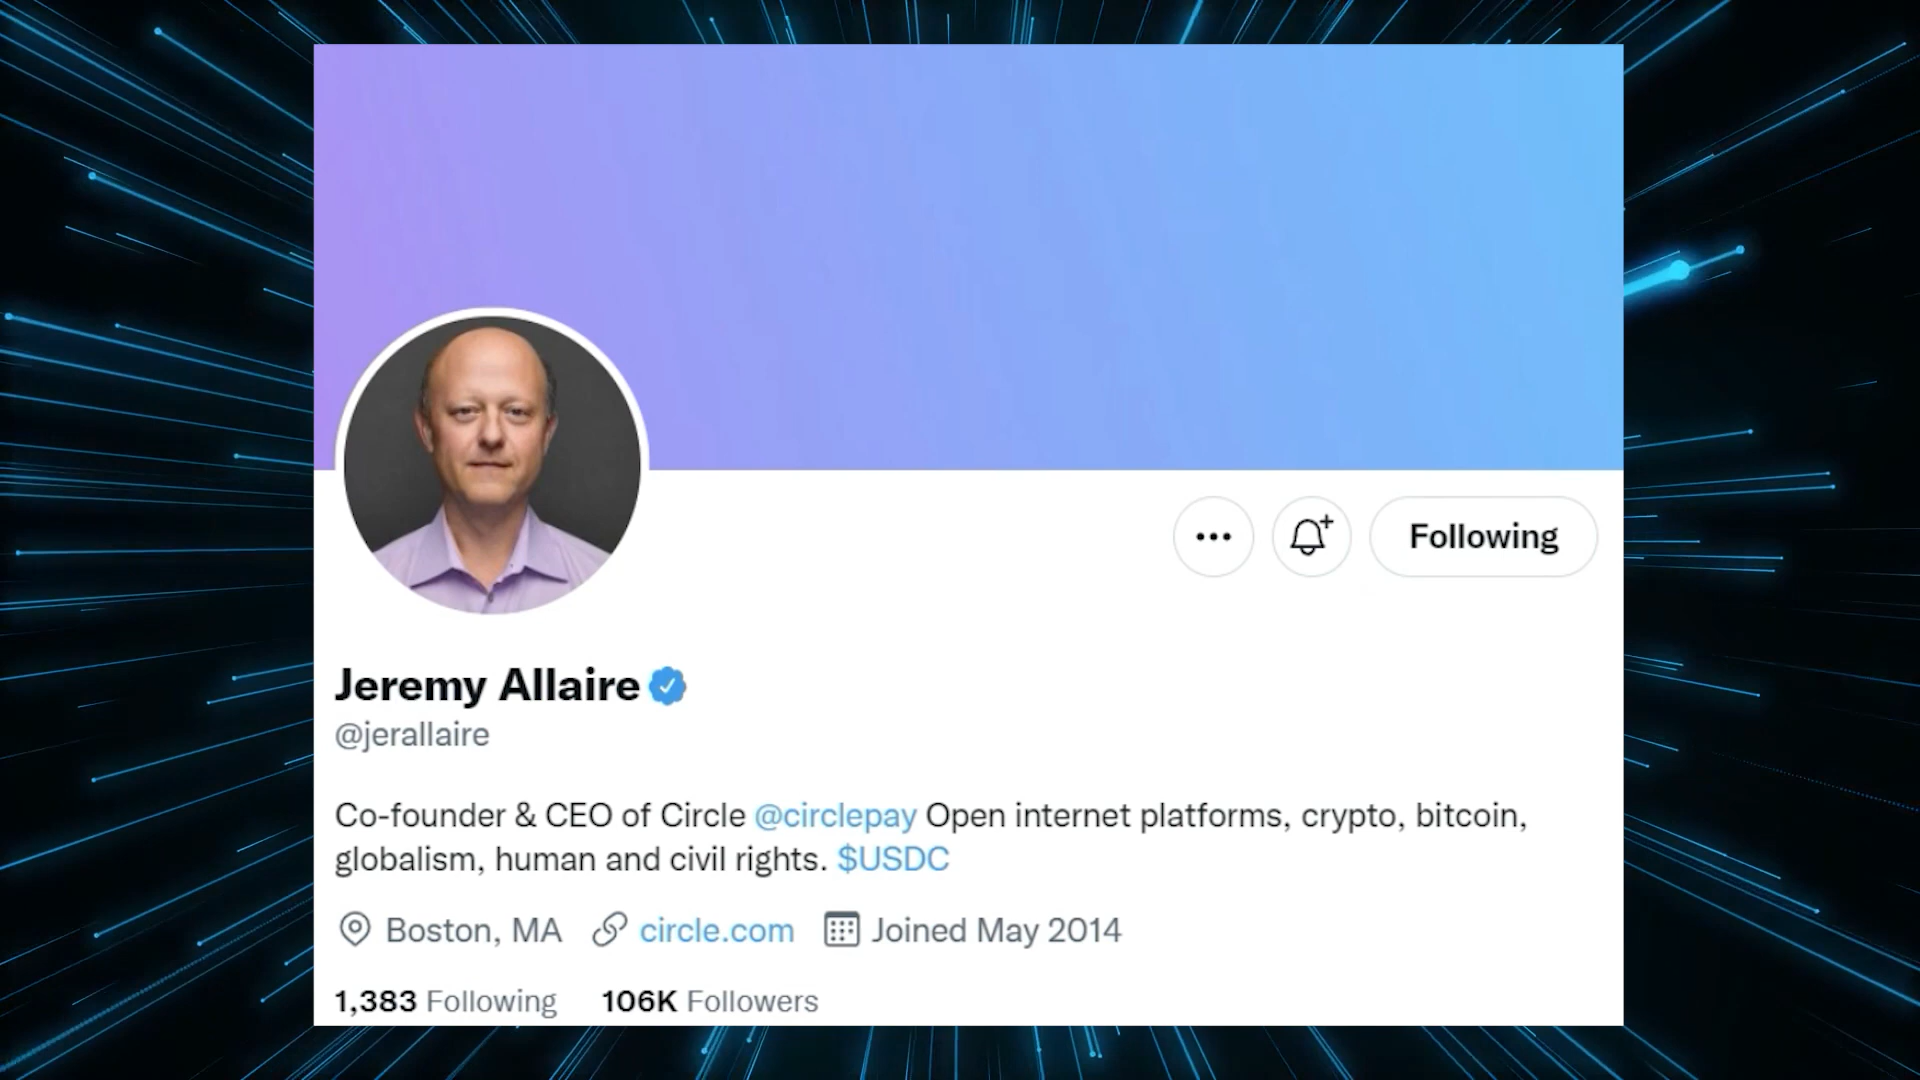 Following
Jeremy Allaire
@jerallaire
Co-founder & CEO of Circle @circlepay Open internet platforms, crypto, bitcoin,
globalism, human and civil rights. $USDC
Boston, MA circle.com Joined May 2014
1,383 Following 106K Followers